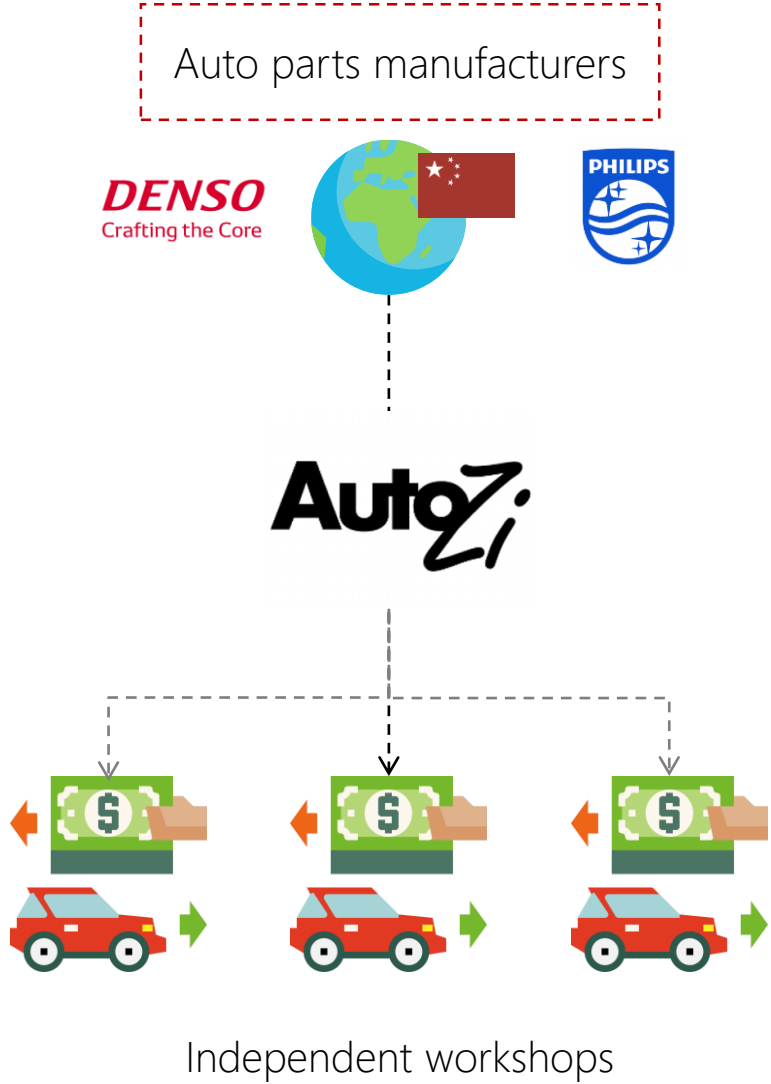 Auto parts manufacturers
DENSO
Crafting the Core
PHILIPS
AutoZi
$ $ $
Independent workshops